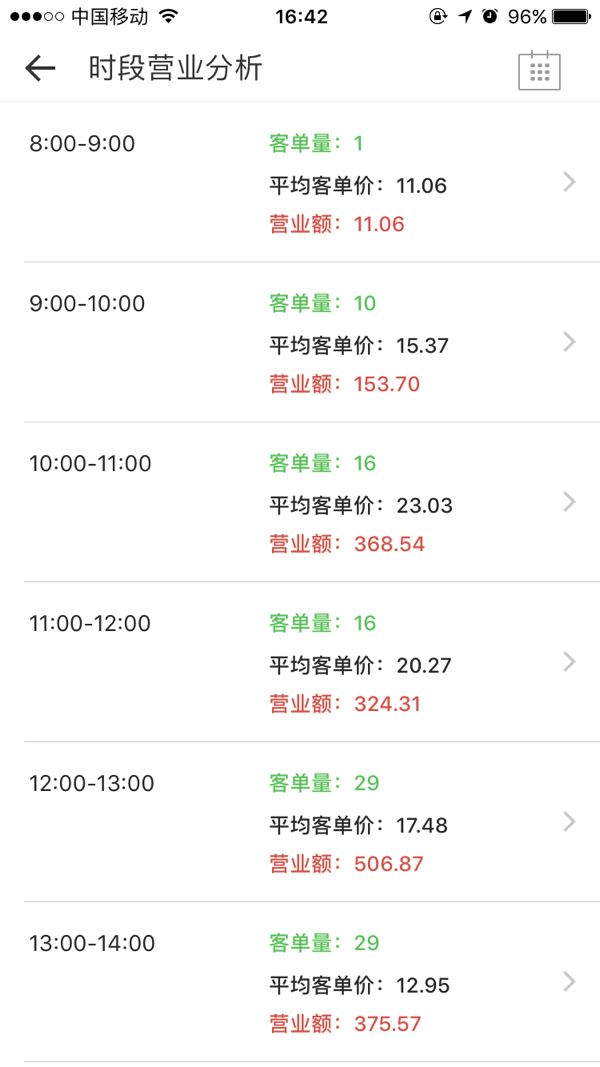 中国移动 16:42 96%
时段营业分析
8:00-9:00 客单量：1
平均客单价：11.06
营业额：11.06
9:00-10:00 客单量：10
平均客单价：15.37
营业额：153.70
10:00-11:00 客单量：16
平均客单价：23.03
营业额：368.54
11:00-12:00 客单量：16
平均客单价：20.27
营业额：324.31
12:00-13:00 客单量：29
平均客单价：17.48
营业额：506.87
13:00-14:00 客单量：29
平均客单价：12.95
营业额：375.57